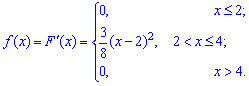 f(x) = F′(x) = { 0, x ≤ 2;
3/8 (x − 2)², 2 < x ≤ 4;
0, x > 4.